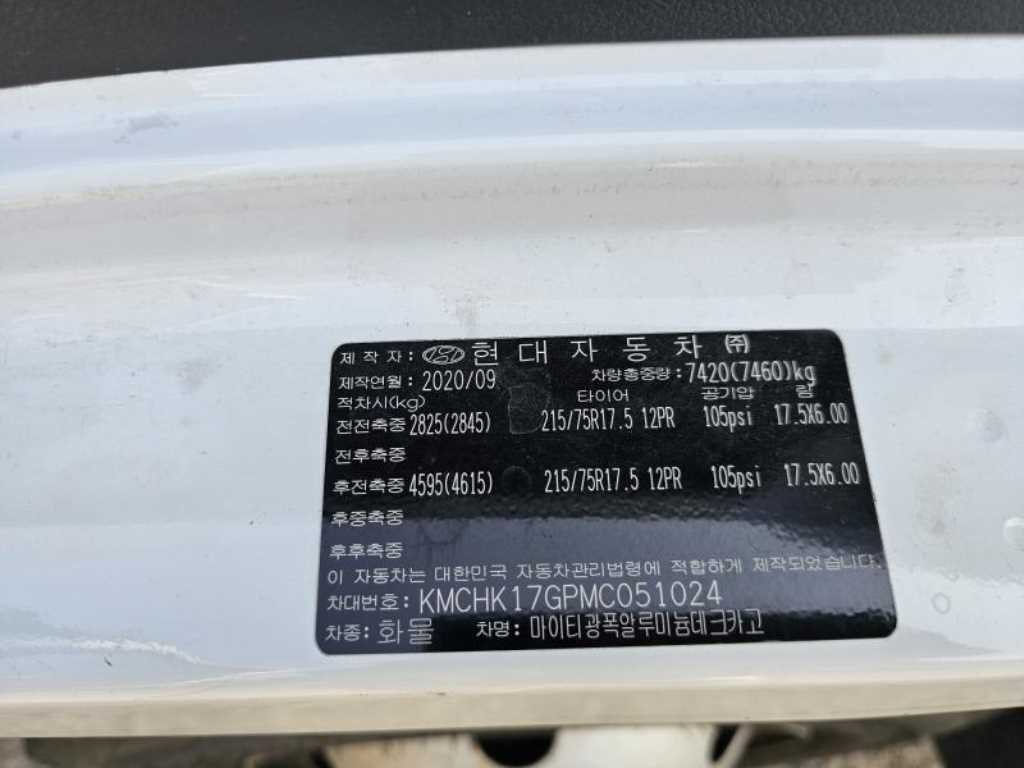 제 작 자 : 현 대 자 동 차 ㈜
제작연월 : 2020/09 차량총중량 : 7420(7460)kg
적차시(kg) 타이어 공기압 림
전전축중 2825(2845) 215/75R17.5 12PR 105psi 17.5X6.00
전후축중
후전축중 4595(4615) 215/75R17.5 12PR 105psi 17.5X6.00
후중축중
후후축중
이 자동차는 대한민국 자동차관리법령에 적합하게 제작되었습니다.
차대번호: KMCHK17GPMC051024
차종: 화물 차명: 마이티광폭알루미늄데크카고